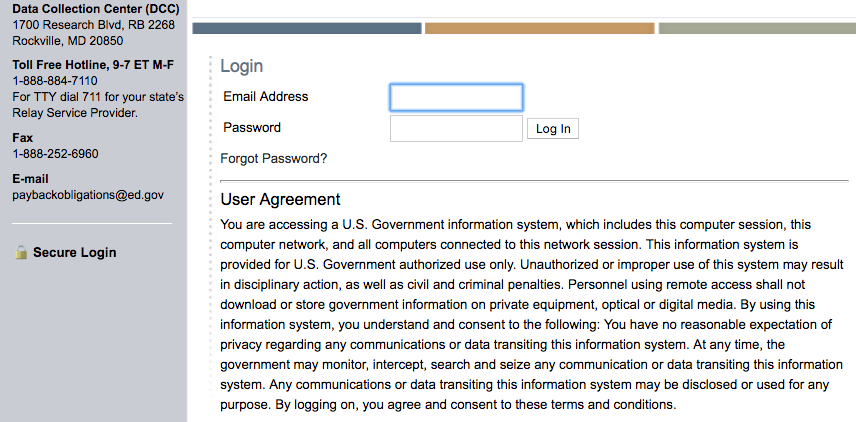 Data Collection Center (DCC)
1700 Research Blvd, RB 2268
Rockville, MD 20850
Toll Free Hotline, 9-7 ET M-F
1-888-884-7110
For TTY dial 711 for your state's
Relay Service Provider.
Fax
1-888-252-6960
E-mail
paybackobligations@ed.gov
Secure Login
Login
Email Address
Password
Log In
Forgot Password?
User Agreement
You are accessing a U.S. Government information system, which includes this computer session, this
computer network, and all computers connected to this network session. This information system is
provided for U.S. Government authorized use only. Unauthorized or improper use of this system may result
in disciplinary action, as well as civil and criminal penalties. Personnel using remote access shall not
download or store government information on private equipment, optical or digital media. By using this
information system, you understand and consent to the following: You have no reasonable expectation of
privacy regarding any communications or data transiting this information system. At any time, the
government may monitor, intercept, search and seize any communication or data transiting this information
system. Any communications or data transiting this information system may be disclosed or used for any
purpose. By logging on, you agree and consent to these terms and conditions.